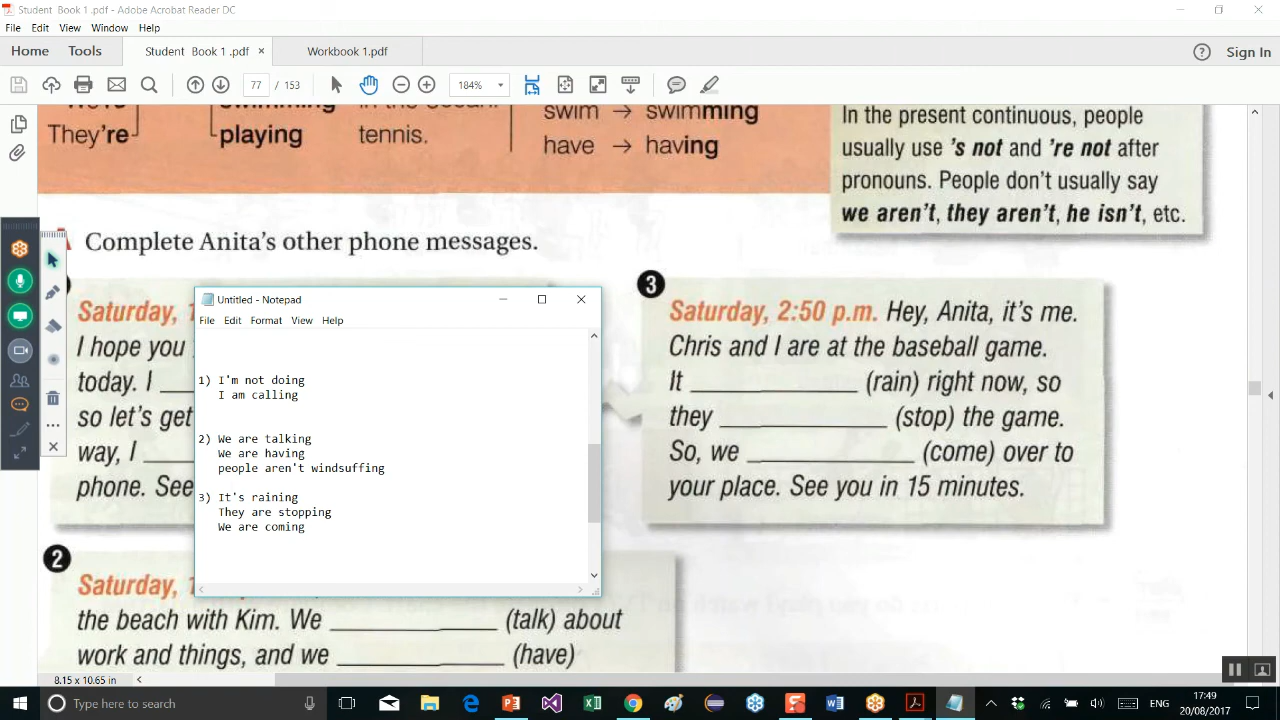 Student Book 1 .pdf - Adobe Acrobat Reader DC
File Edit View Window Help
Home Tools Student Book 1 .pdf × Workbook 1.pdf Sign In
77 / 153 184%
They're playing tennis.
swim → swimming
have → having
In the present continuous, people
usually use 's not and 're not after
pronouns. People don't usually say
we aren't, they aren't, he isn't, etc.
Complete Anita's other phone messages.
Saturday, 1
I hope you
today. I
so let's get
way, I
phone. See
Untitled - Notepad
File Edit Format View Help
1) I'm not doing
I am calling
2) We are talking
We are having
people aren't windsuffing
3) It's raining
They are stopping
We are coming
3
Saturday, 2:50 p.m. Hey, Anita, it's me.
Chris and I are at the baseball game.
It ____________ (rain) right now, so
they ____________ (stop) the game.
So, we ____________ (come) over to
your place. See you in 15 minutes.
2
Saturday, 1
the beach with Kim. We ____________ (talk) about
work and things, and we ____________ (have)
8.15 x 10.65 in
Type here to search
ENG
17:49
20/08/2017